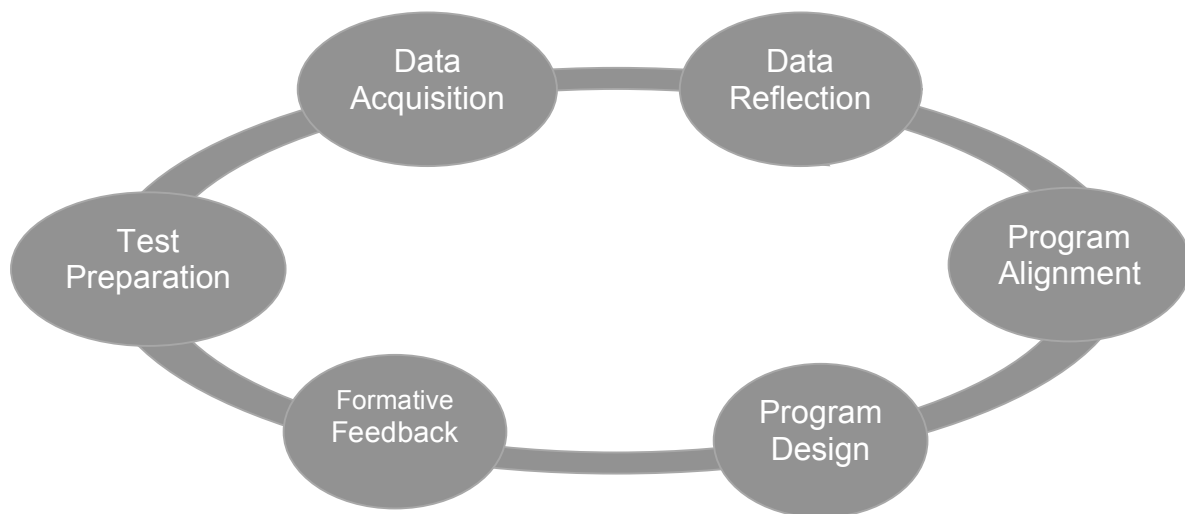 Data
Acquisition
Data
Reflection
Test
Preparation
Program
Alignment
Formative
Feedback
Program
Design